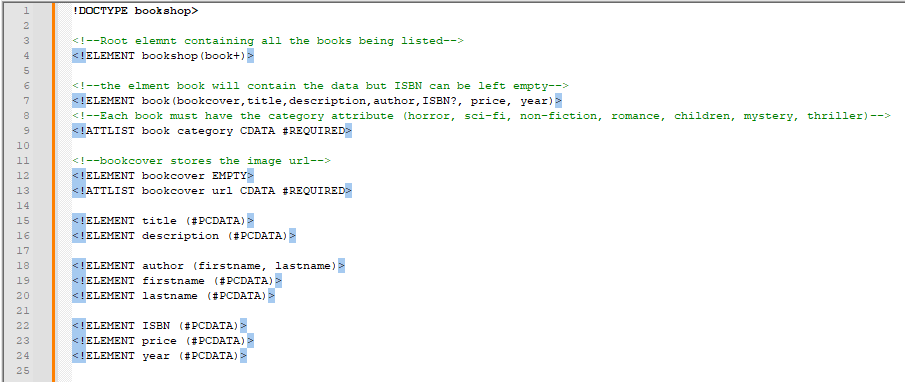 1 !DOCTYPE bookshop>
2
3 <!--Root elemnt containing all the books being listed-->
4 <!ELEMENT bookshop(book+)>
5
6 <!--the elment book will contain the data but ISBN can be left empty-->
7 <!ELEMENT book(bookcover,title,description,author,ISBN?, price, year)>
8 <!--Each book must have the category attribute (horror, sci-fi, non-fiction, romance, children, mystery, thriller)-->
9 <!ATTLIST book category CDATA #REQUIRED>
10
11 <!--bookcover stores the image url-->
12 <!ELEMENT bookcover EMPTY>
13 <!ATTLIST bookcover url CDATA #REQUIRED>
14
15 <!ELEMENT title (#PCDATA)>
16 <!ELEMENT description (#PCDATA)>
17
18 <!ELEMENT author (firstname, lastname)>
19 <!ELEMENT firstname (#PCDATA)>
20 <!ELEMENT lastname (#PCDATA)>
21
22 <!ELEMENT ISBN (#PCDATA)>
23 <!ELEMENT price (#PCDATA)>
24 <!ELEMENT year (#PCDATA)>
25